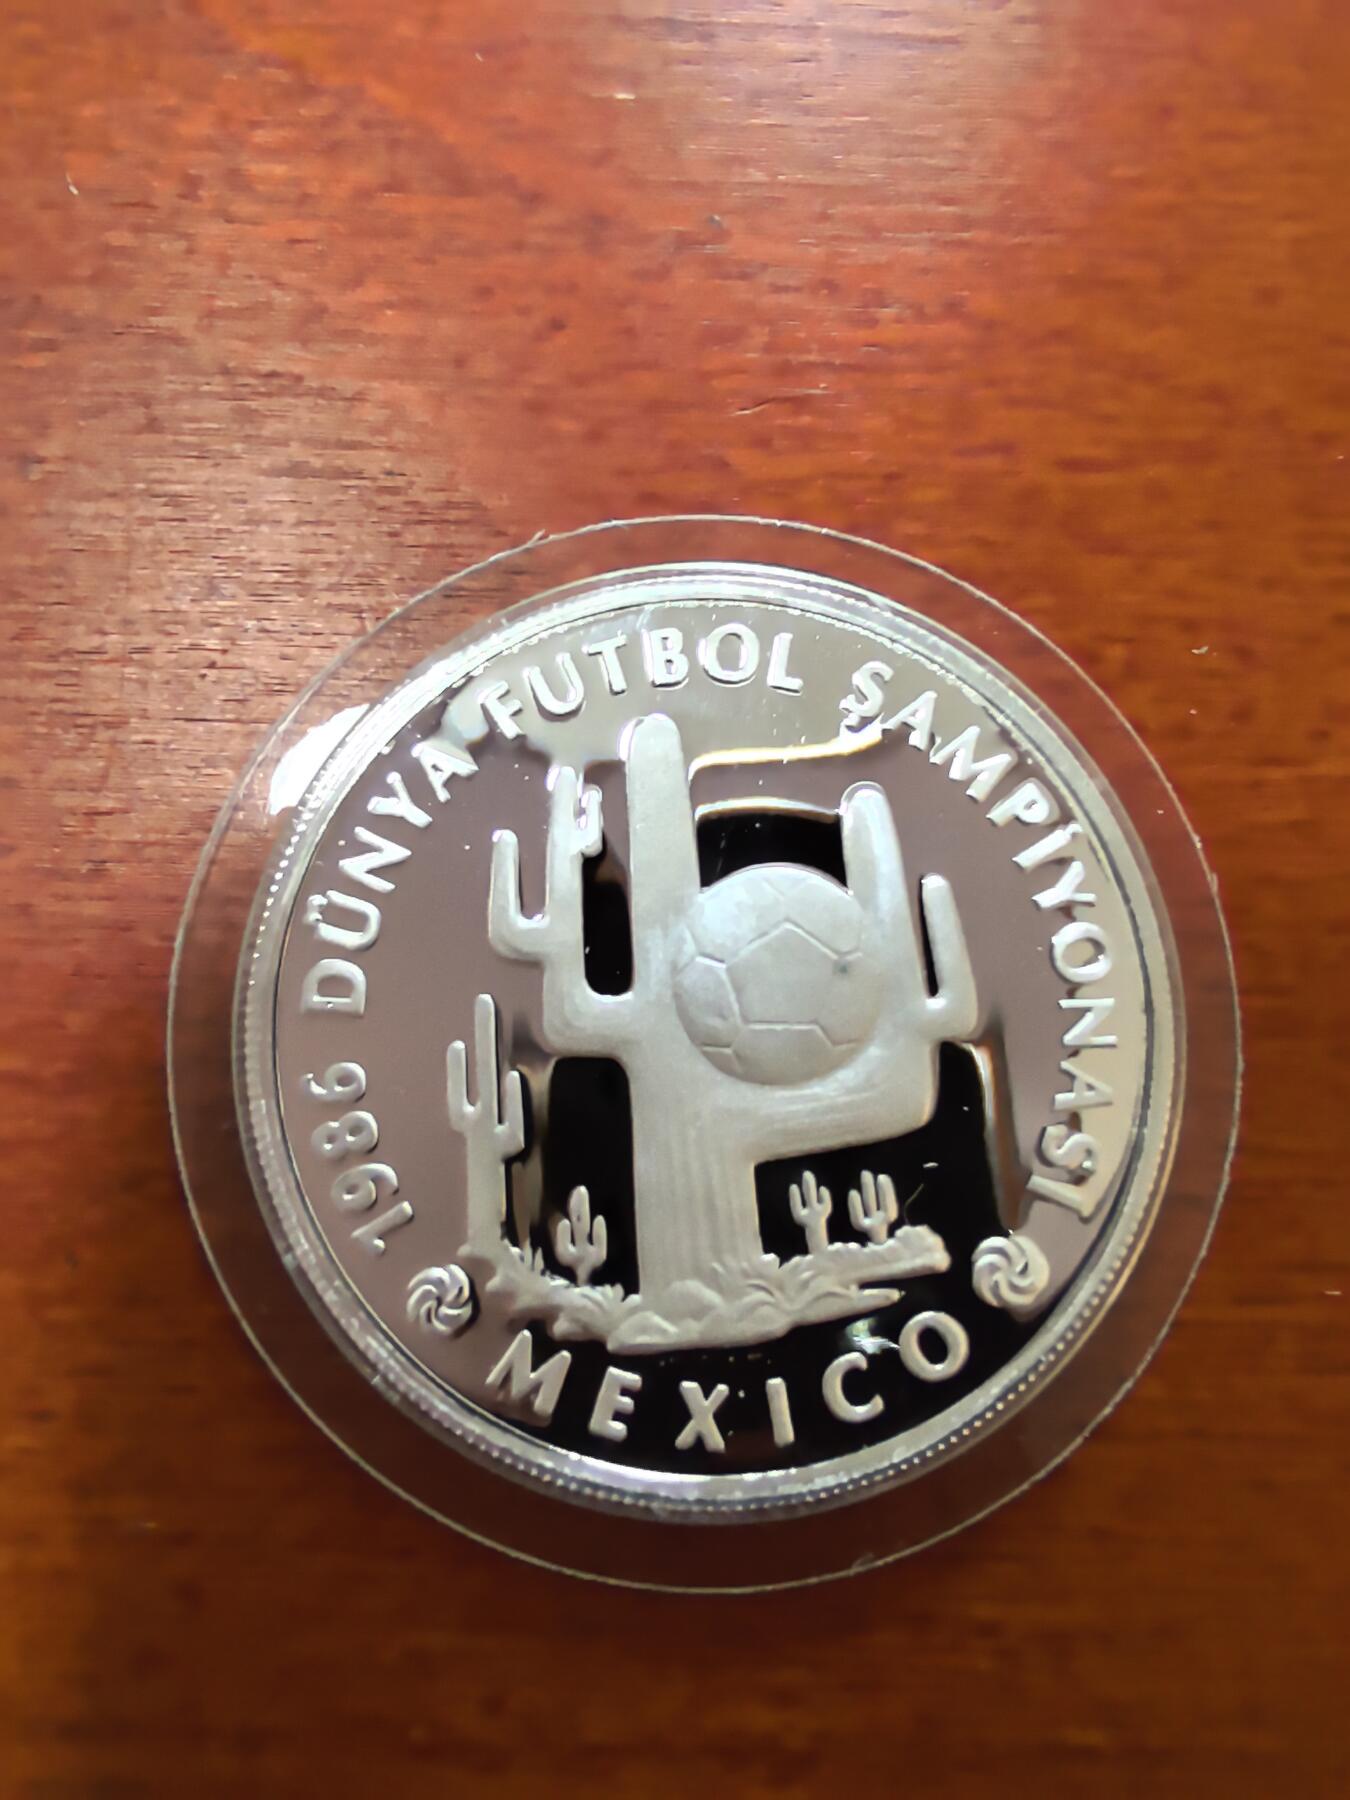 1986 DÜNYA FUTBOL ŞAMPİYONASI
MEXICO